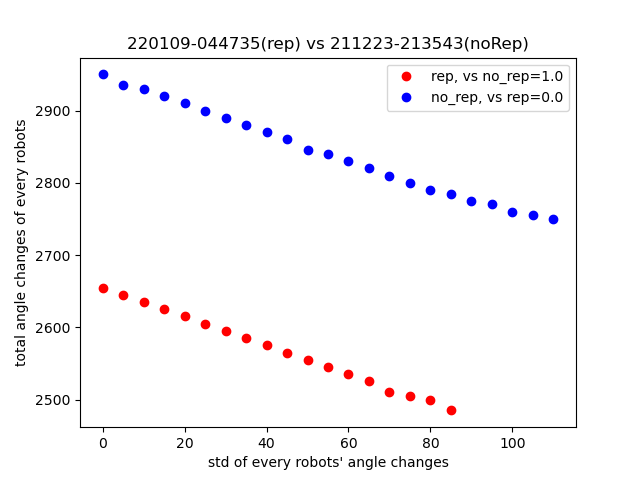 220109-044735(rep) vs 211223-213543(noRep)
rep, vs no_rep=1.0
no_rep, vs rep=0.0
total angle changes of every robots
2900
2800
2700
2600
2500
0 20 40 60 80 100
std of every robots' angle changes